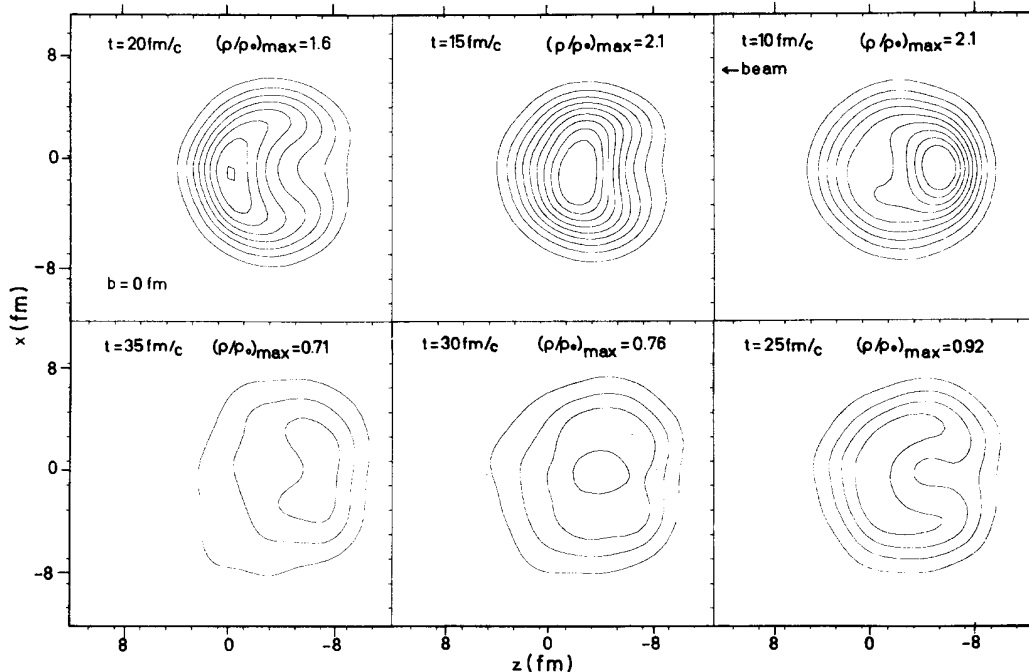 t=20fm/c (ρ/ρ₀)max=1.6
t=15fm/c (ρ/ρ₀)max=2.1
t=10fm/c (ρ/ρ₀)max=2.1
←beam
8
0
-8
b=0 fm
x(fm)
t=35fm/c (ρ/ρ₀)max=0.71
t=30fm/c (ρ/ρ₀)max=0.76
t=25fm/c (ρ/ρ₀)max=0.92
8
0
-8
8 0 -8 8 0 -8 8 0 -8
z(fm)